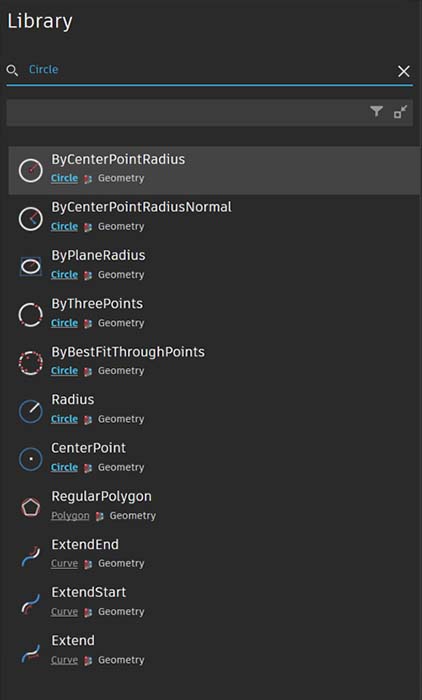 Library
Circle
ByCenterPointRadius
Circle Geometry
ByCenterPointRadiusNormal
Circle Geometry
ByPlaneRadius
Circle Geometry
ByThreePoints
Circle Geometry
ByBestFitThroughPoints
Circle Geometry
Radius
Circle Geometry
CenterPoint
Circle Geometry
RegularPolygon
Polygon Geometry
ExtendEnd
Curve Geometry
ExtendStart
Curve Geometry
Extend
Curve Geometry